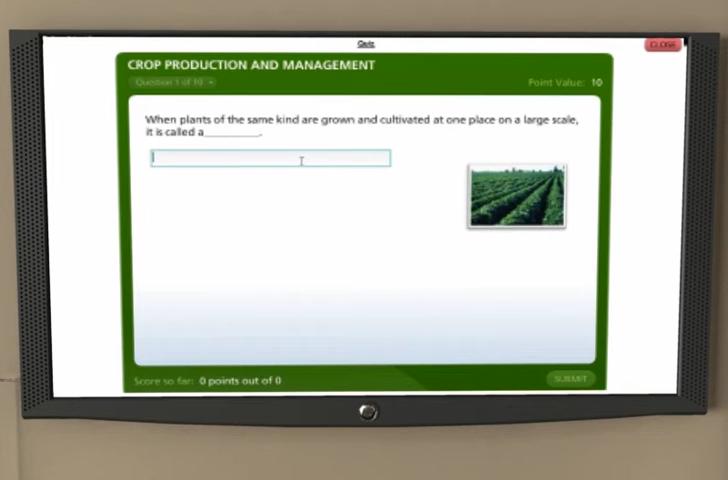 Quiz
CLOSE
CROP PRODUCTION AND MANAGEMENT
Question 1 of 10
Point Value: 10
When plants of the same kind are grown and cultivated at one place on a large scale,
it is called a__________.
Score so far: 0 points out of 0
SUBMIT